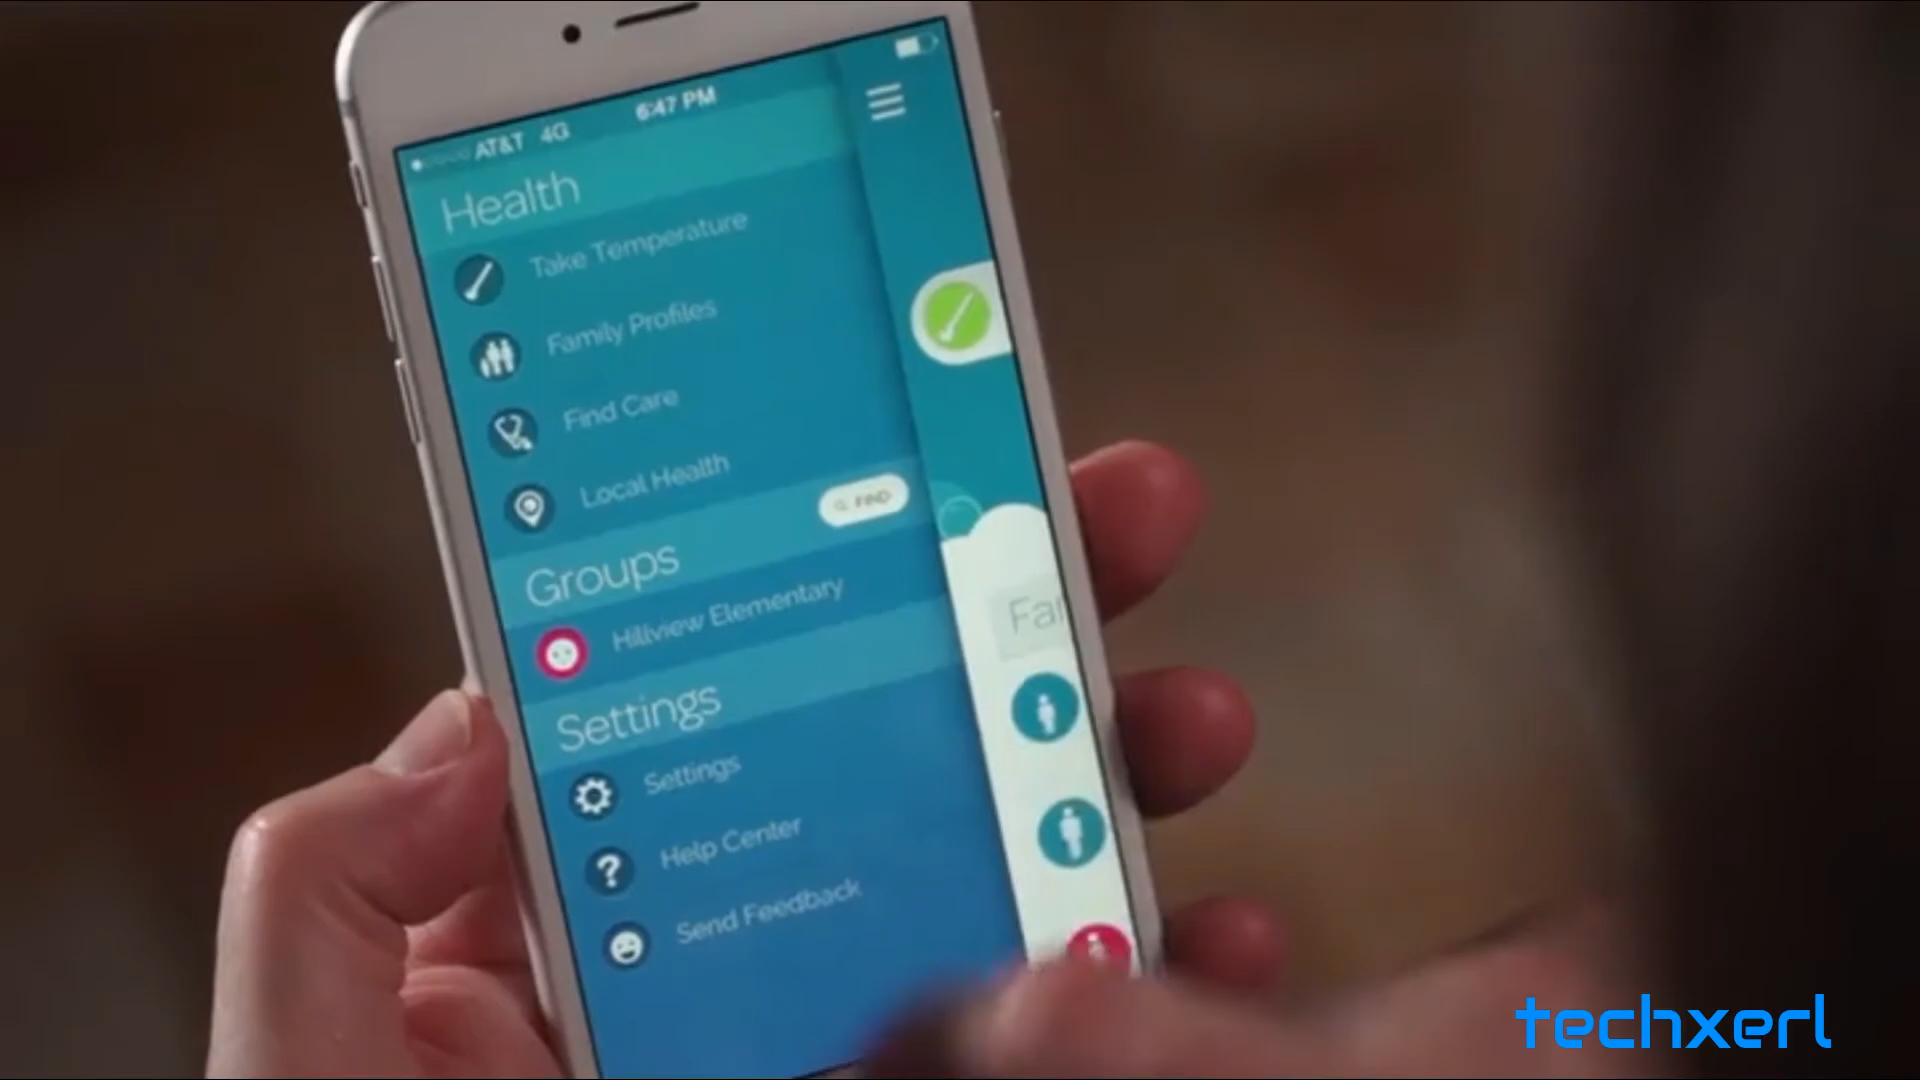 AT&T 4G 6:47 PM
Health
Take Temperature
Family Profiles
Find Care
Local Health
FIND
Groups
Hillview Elementary
Settings
Settings
Help Center
Send Feedback
Fa
techxerl